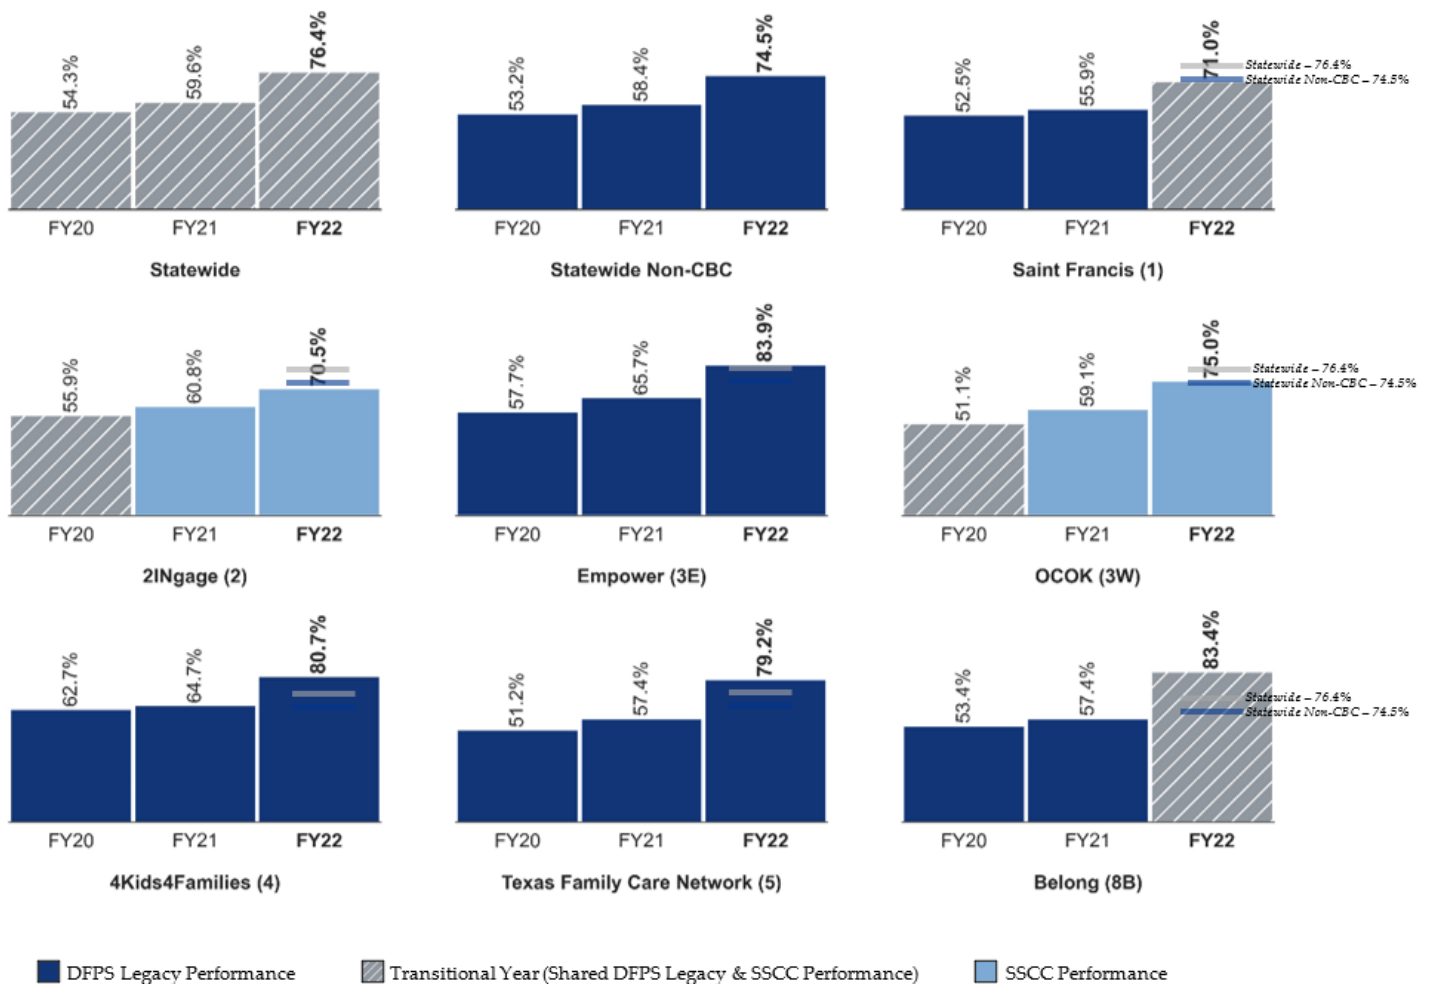 54.3%
59.6%
76.4%
FY20 FY21 FY22
Statewide
53.2%
58.4%
74.5%
FY20 FY21 FY22
Statewide Non-CBC
52.5%
55.9%
71.0%
Statewide – 76.4%
Statewide Non-CBC – 74.5%
FY20 FY21 FY22
Saint Francis (1)
55.9%
60.8%
70.5%
FY20 FY21 FY22
2INgage (2)
57.7%
65.7%
83.9%
FY20 FY21 FY22
Empower (3E)
51.1%
59.1%
75.0%
Statewide – 76.4%
Statewide Non-CBC – 74.5%
FY20 FY21 FY22
OCOK (3W)
62.7%
64.7%
80.7%
FY20 FY21 FY22
4Kids4Families (4)
51.2%
57.4%
79.2%
FY20 FY21 FY22
Texas Family Care Network (5)
53.4%
57.4%
83.4%
Statewide – 76.4%
Statewide Non-CBC – 74.5%
FY20 FY21 FY22
Belong (8B)
DFPS Legacy Performance
Transitional Year (Shared DFPS Legacy & SSCC Performance)
SSCC Performance